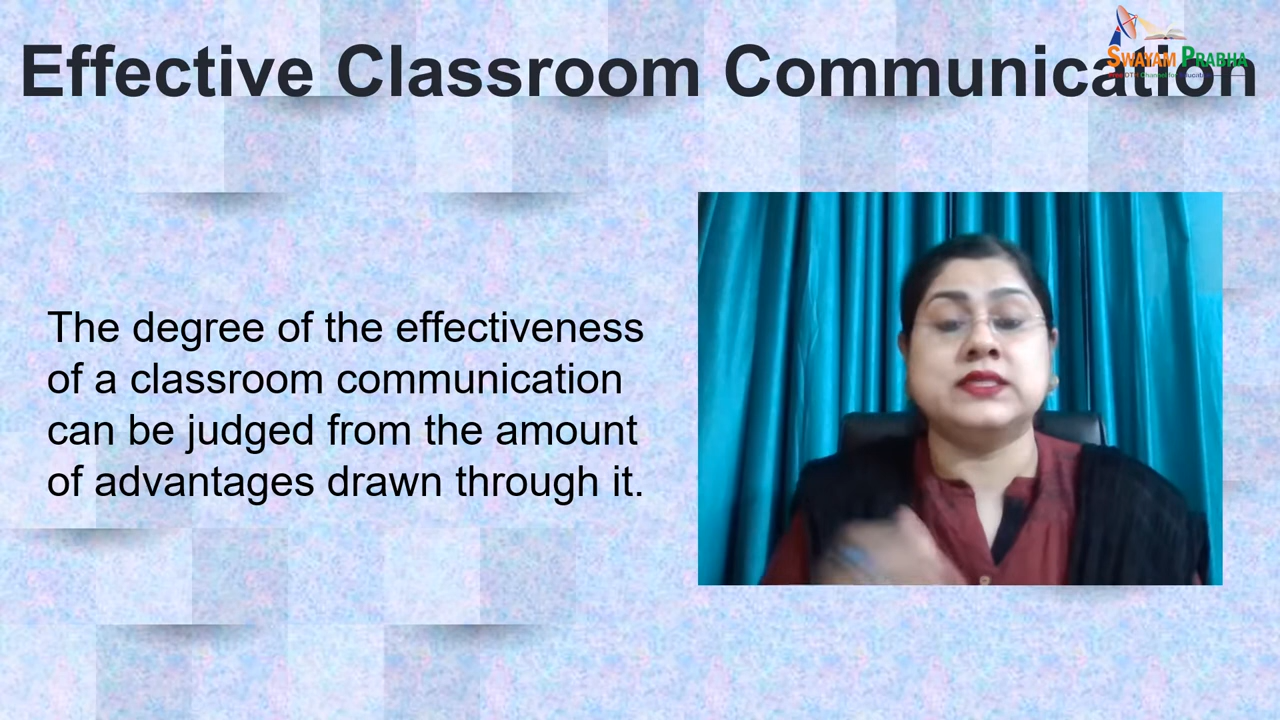 Effective Classroom Communication
SWAYAM PRABHA
The degree of the effectiveness
of a classroom communication
can be judged from the amount
of advantages drawn through it.